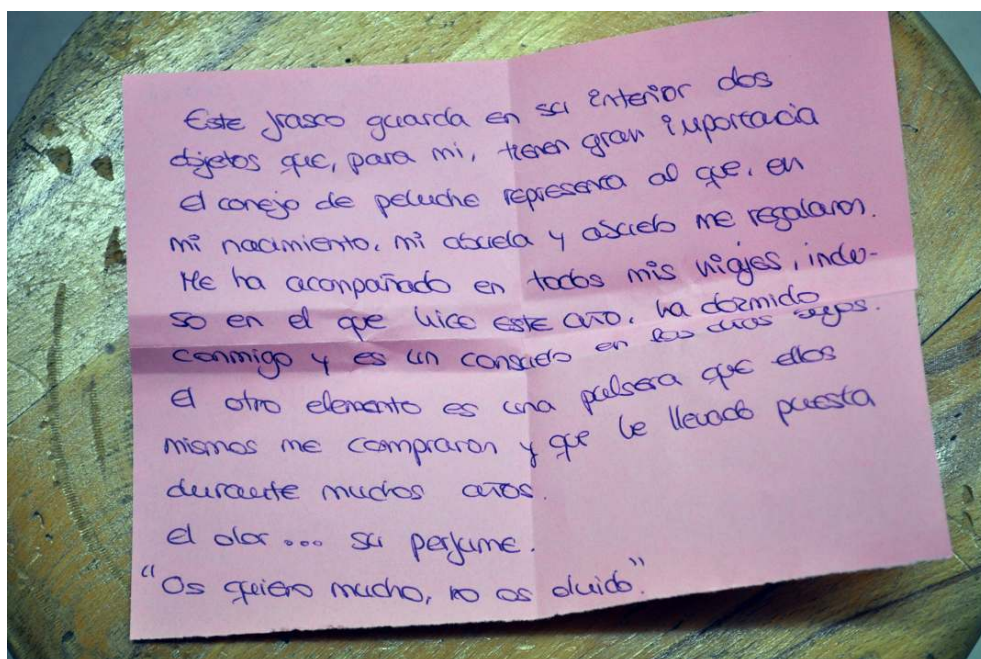 Este frasco guarda en su interior dos
objetos que, para mi, tienen gran importacia
el conejo de peluche representa al que, en
mi nacimiento, mi abuela y abuelo me regalaron.
Me ha acompañado en todos mis viajes, inclu-
so en el que hice este año, ha dormido
conmigo y es un consuelo en los días
el otro elemento es una pulsera que ellos
mismos me compraron y que he llevado puesta
durante muchos años.
el olor... su perfume.
"Os quiero mucho, no os olvido."